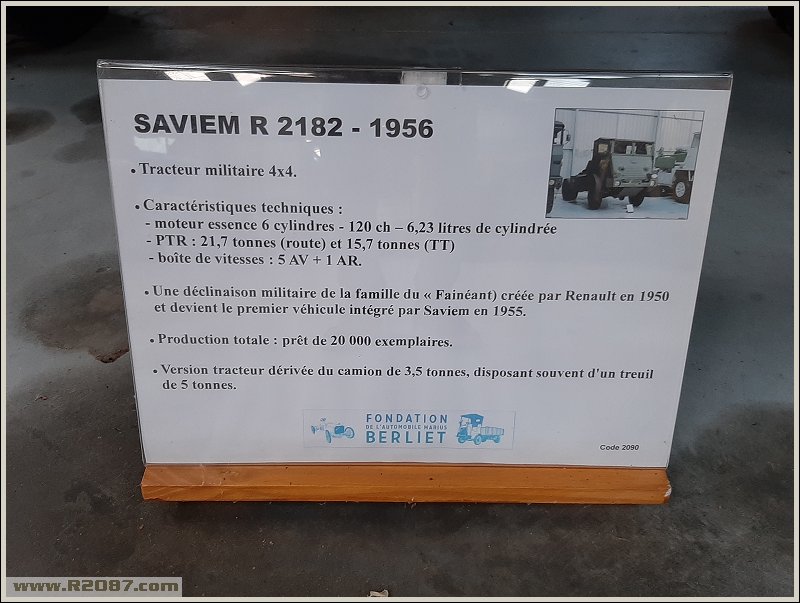 SAVIEM R 2182 - 1956
• Tracteur militaire 4x4.
• Caractéristiques techniques :
- moteur essence 6 cylindres - 120 ch – 6,23 litres de cylindrée
- PTR : 21,7 tonnes (route) et 15,7 tonnes (TT)
- boîte de vitesses : 5 AV + 1 AR.
• Une déclinaison militaire de la famille du « Fainéant) créée par Renault en 1950
et devient le premier véhicule intégré par Saviem en 1955.
• Production totale : prêt de 20 000 exemplaires.
• Version tracteur dérivée du camion de 3,5 tonnes, disposant souvent d'un treuil
de 5 tonnes.
FONDATION
DE L'AUTOMOBILE MARIUS
BERLIET
Code 2090
www.R2087.com